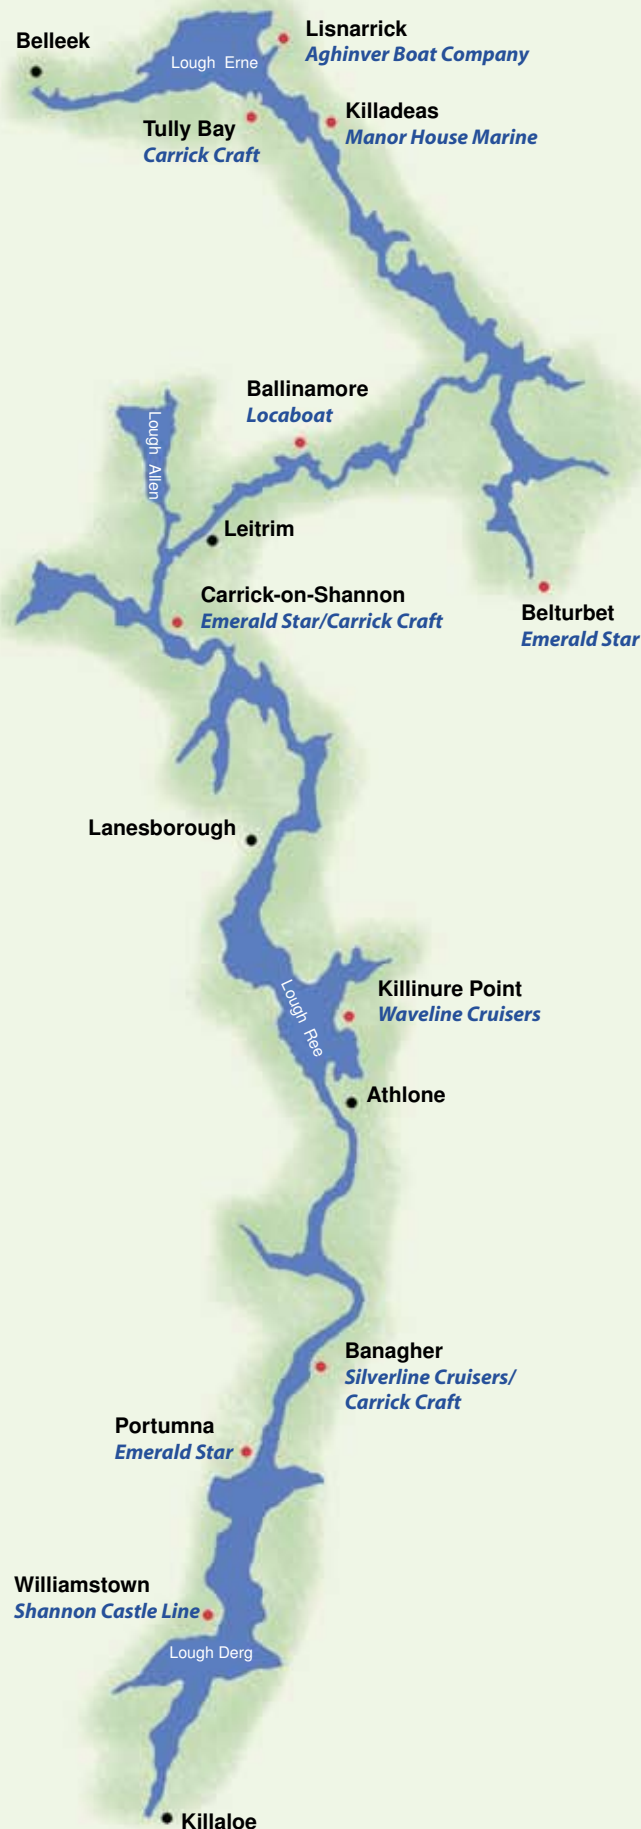 Belleek
Lisnarrick
Aghinver Boat Company
Lough Erne
Killadeas
Manor House Marine
Tully Bay
Carrick Craft
Ballinamore
Locaboat
Lough Allen
Leitrim
Carrick-on-Shannon
Emerald Star/Carrick Craft
Belturbet
Emerald Star
Lanesborough
Killinure Point
Waveline Cruisers
Lough Ree
Athlone
Banagher
Silverline Cruisers/
Carrick Craft
Portumna
Emerald Star
Williamstown
Shannon Castle Line
Lough Derg
Killaloe